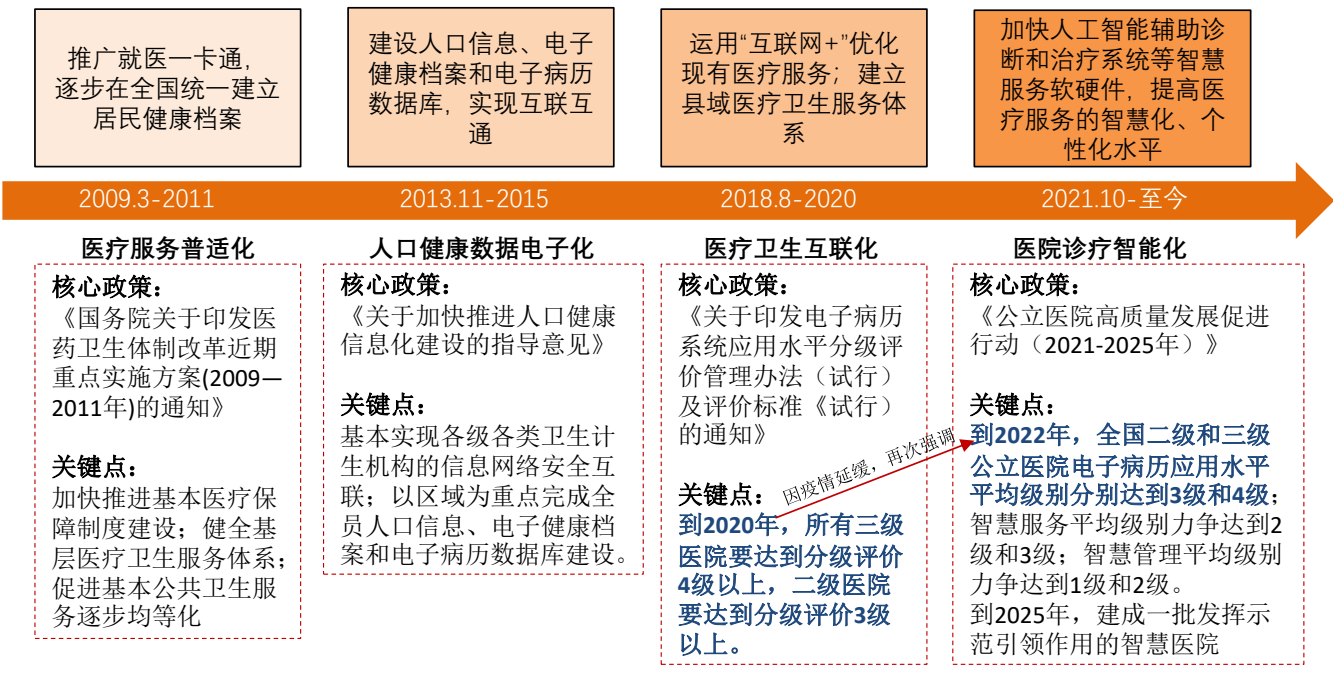 推广就医一卡通，
逐步在全国统一建立
居民健康档案
建设人口信息、电子
健康档案和电子病历
数据库，实现互联互
通
运用“互联网+”优化
现有医疗服务；建立
县域医疗卫生服务体
系
加快人工智能辅助诊
断和治疗系统等智慧
服务软硬件，提高医
疗服务的智慧化、个
性化水平
2009.3-2011
2013.11-2015
2018.8-2020
2021.10-至今
医疗服务普适化
核心政策：
《国务院关于印发医
药卫生体制改革近期
重点实施方案(2009—
2011年)的通知》
关键点：
加快推进基本医疗保
障制度建设；健全基
层医疗卫生服务体系；
促进基本公共卫生服
务逐步均等化
人口健康数据电子化
核心政策：
《关于加快推进人口健康
信息化建设的指导意见》
关键点：
基本实现各级各类卫生计
生机构的信息网络安全互
联；以区域为重点完成全
员人口信息、电子健康档
案和电子病历数据库建设。
医疗卫生互联化
核心政策：
《关于印发电子病历
系统应用水平分级评
价管理办法（试行）
及评价标准《试行）
的通知》
关键点：
到2020年，所有三级
医院要达到分级评价
4级以上，二级医院
要达到分级评价3级
以上。
因疫情延缓，再次强调
医院诊疗智能化
核心政策：
《公立医院高质量发展促进
行动（2021-2025年）》
关键点：
到2022年，全国二级和三级
公立医院电子病历应用水平
平均级别分别达到3级和4级；
智慧服务平均级别力争达到2
级和3级；智慧管理平均级别
力争达到1级和2级。
到2025年，建成一批发挥示
范引领作用的智慧医院